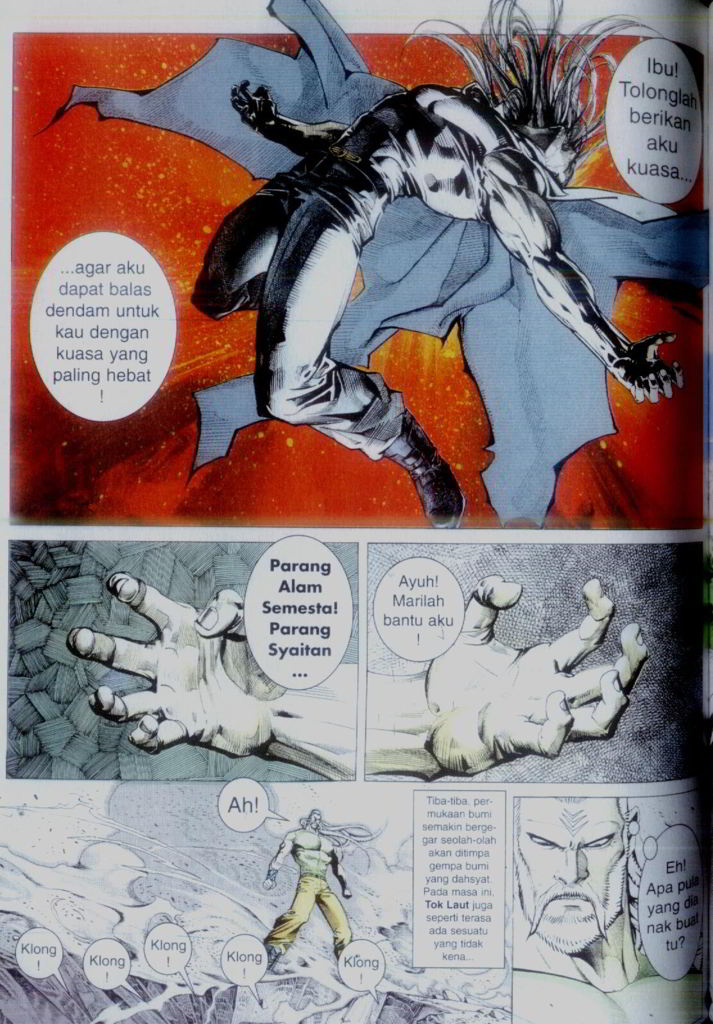 Ibu!
Tolonglah
berikan
aku
kuasa...
...agar aku
dapat balas
dendam untuk
kau dengan
kuasa yang
paling hebat
!
Parang
Alam
Semesta!
Parang
Syaitan
...
Ayuh!
Marilah
bantu aku
!
Ah!
Tiba-tiba, per-
mukaan bumi
semakin berge-
gar seolah-olah
akan ditimpa
gempa bumi
yang dahsyat.
Pada masa ini,
Tok Laut juga
seperti terasa
ada sesuatu
yang tidak
kena...
Eh!
Apa pula
yang dia
nak buat
tu?
Klong
!
Klong
!
Klong
!
Klong
!
Klong
!